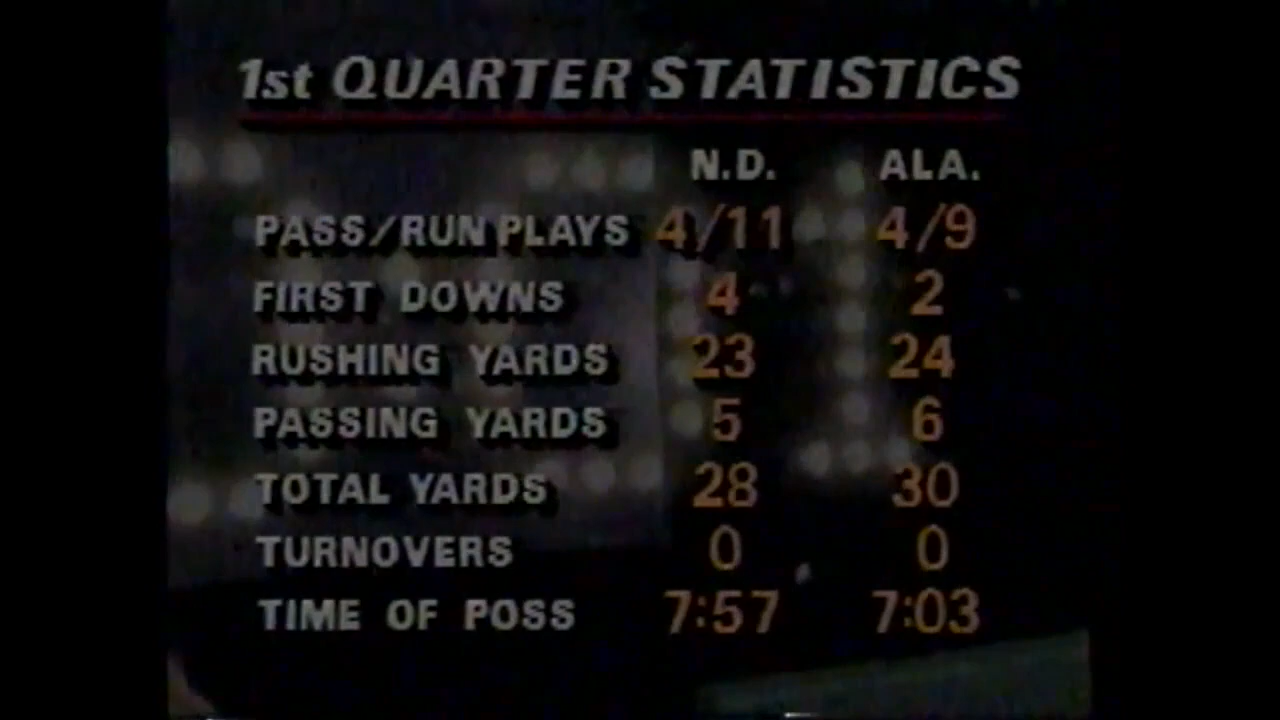 1st QUARTER STATISTICS
N.D. ALA.
PASS/RUN PLAYS 4/11 4/9
FIRST DOWNS 4 2
RUSHING YARDS 23 24
PASSING YARDS 5 6
TOTAL YARDS 28 30
TURNOVERS 0 0
TIME OF POSS 7:57 7:03